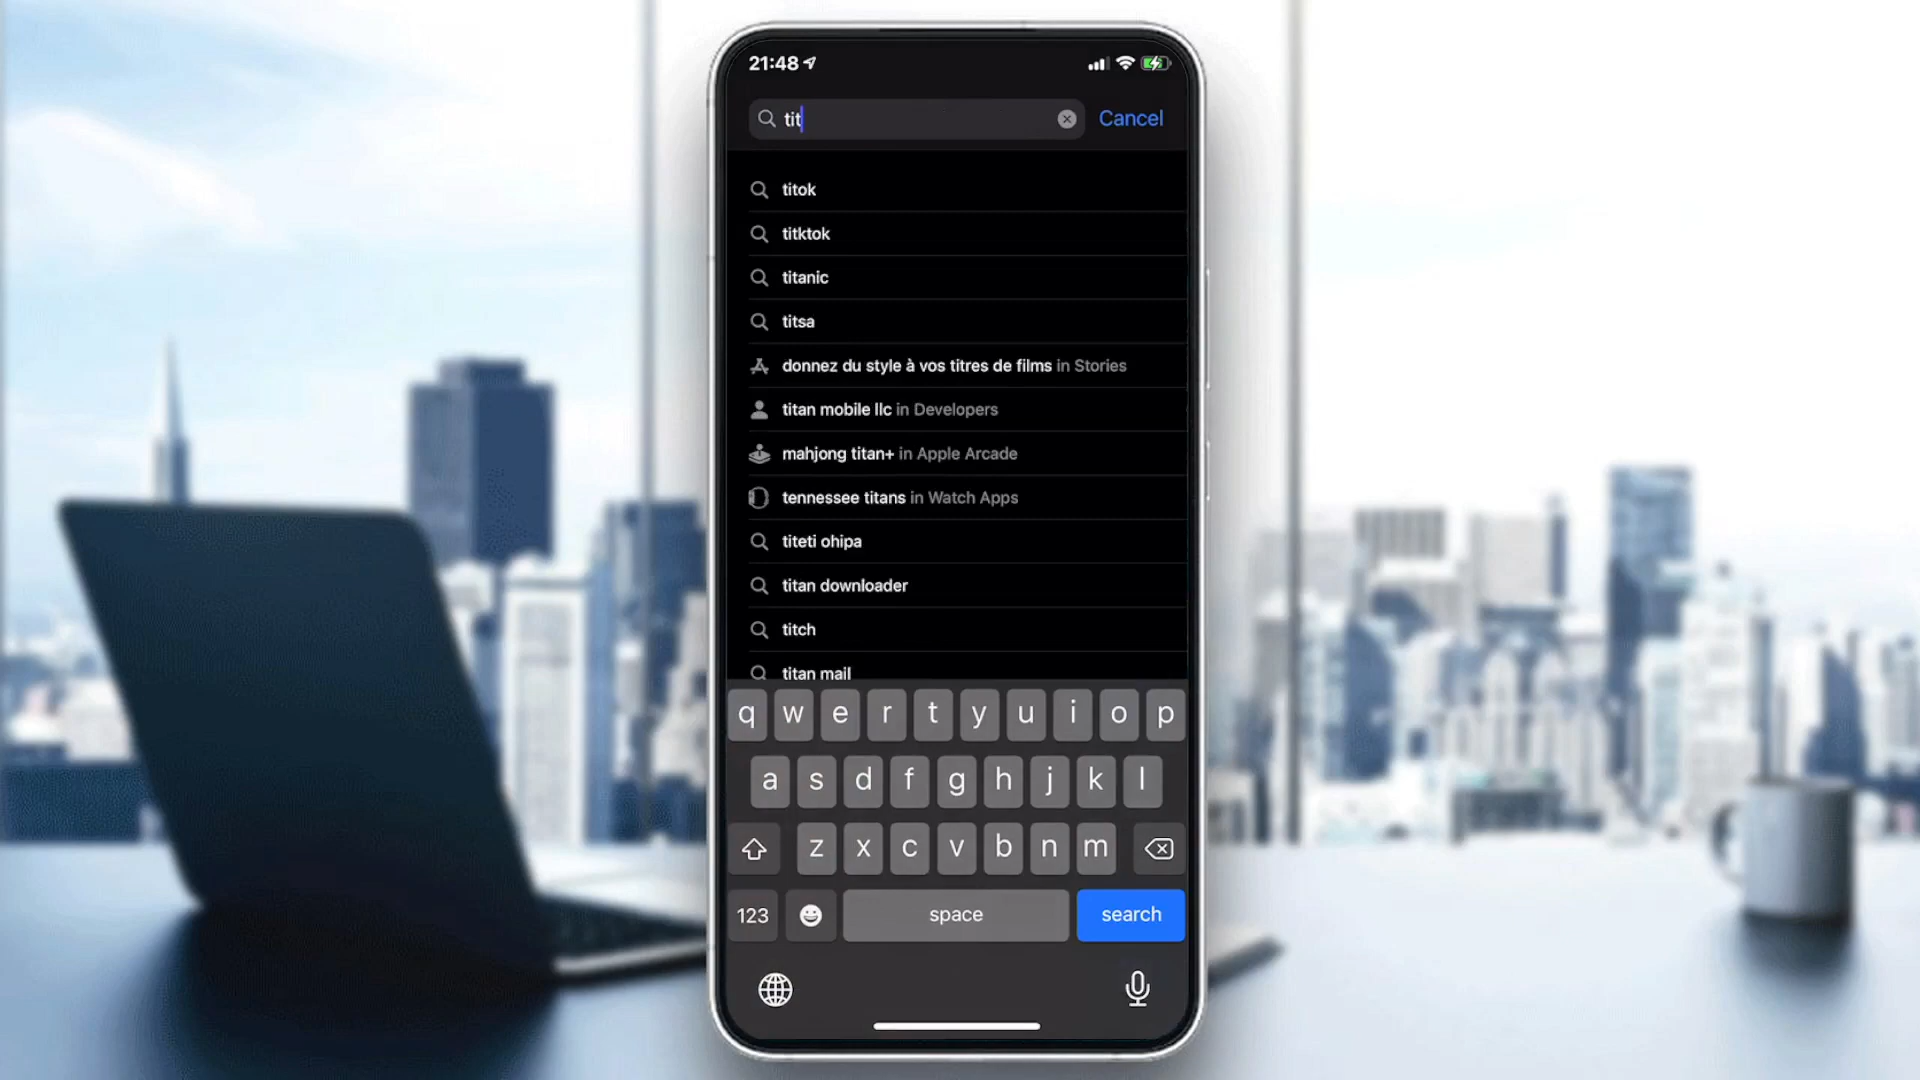 21:48
tit
Cancel
titok
titktok
titanic
titsa
donnez du style à vos titres de films in Stories
titan mobile llc in Developers
mahjong titan+ in Apple Arcade
tennessee titans in Watch Apps
titeti ohipa
titan downloader
titch
titan mail
q w e r t y u i o p
a s d f g h j k l
z x c v b n m
123 space search